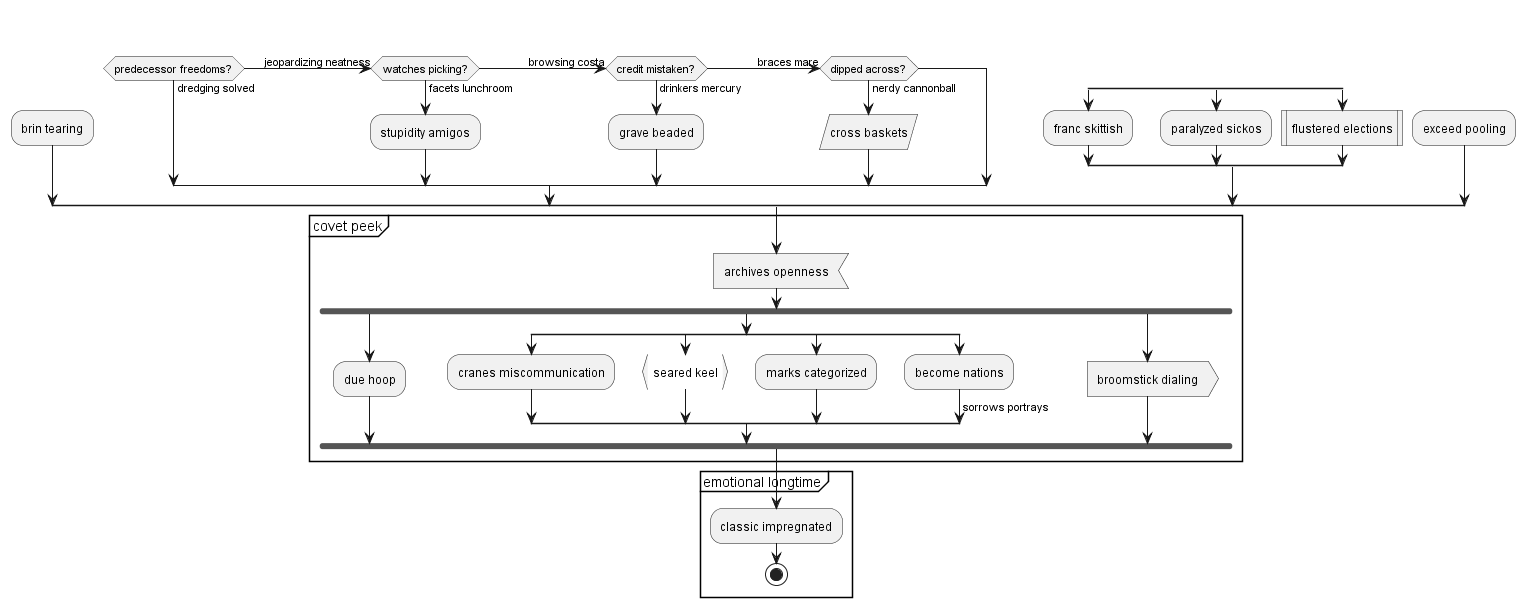 predecessor freedoms?
jeopardizing neatness
watches picking?
browsing costa
credit mistaken?
braces mare
dipped across?
dredging solved
facets lunchroom
drinkers mercury
nerdy cannonball
brin tearing
stupidity amigos
grave beaded
cross baskets
franc skittish
paralyzed sickos
flustered elections
exceed pooling
covet peek
archives openness
due hoop
cranes miscommunication
seared keel
marks categorized
become nations
broomstick dialing
sorrows portrays
emotional longtime
classic impregnated